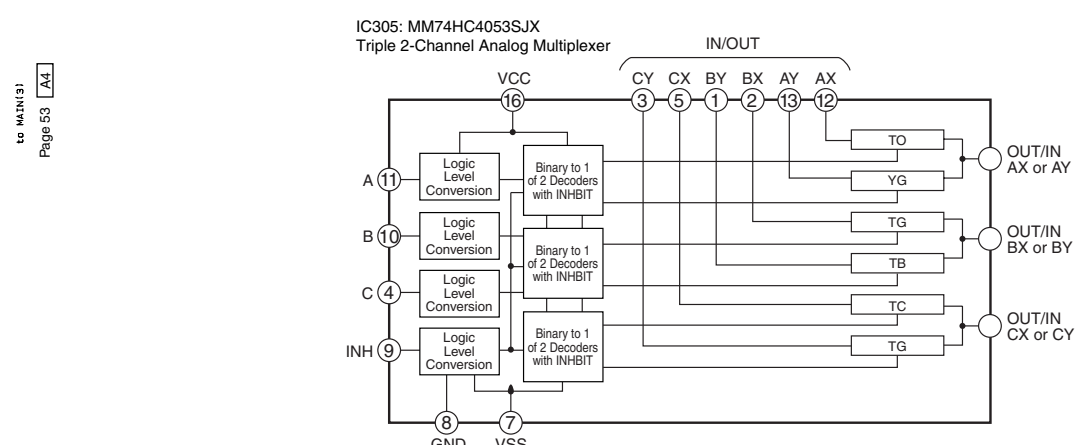 to MAIN(3)
Page 53 A4
IC305: MM74HC4053SJX
Triple 2-Channel Analog Multiplexer
IN/OUT
VCC
CY CX BY BX AY AX
16 3 5 1 2 13 12
A 11
Logic
Level
Conversion
Binary to 1
of 2 Decoders
with INHBIT
TO
YG
OUT/IN
AX or AY
B 10
Logic
Level
Conversion
Binary to 1
of 2 Decoders
with INHBIT
TG
TB
OUT/IN
BX or BY
C 4
Logic
Level
Conversion
TC
TG
OUT/IN
CX or CY
INH 9
Logic
Level
Conversion
Binary to 1
of 2 Decoders
with INHBIT
8 7
GND VSS